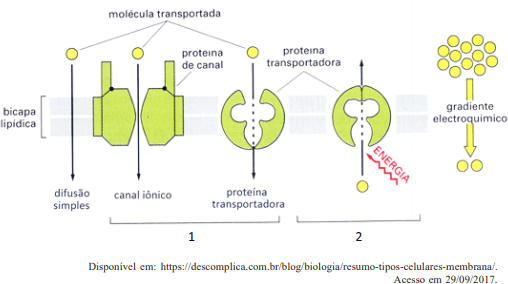 molécula transportada
proteína
de canal
proteína
transportadora
bicapa
lipídica
gradiente
electroquímico
ENERGIA
difusão
simples
canal iônico
proteína
transportadora
1
2
Disponível em: https://descomplica.com.br/blog/biologia/resumo-tipos-celulares-membrana/.
Acesso em 29/09/2017.